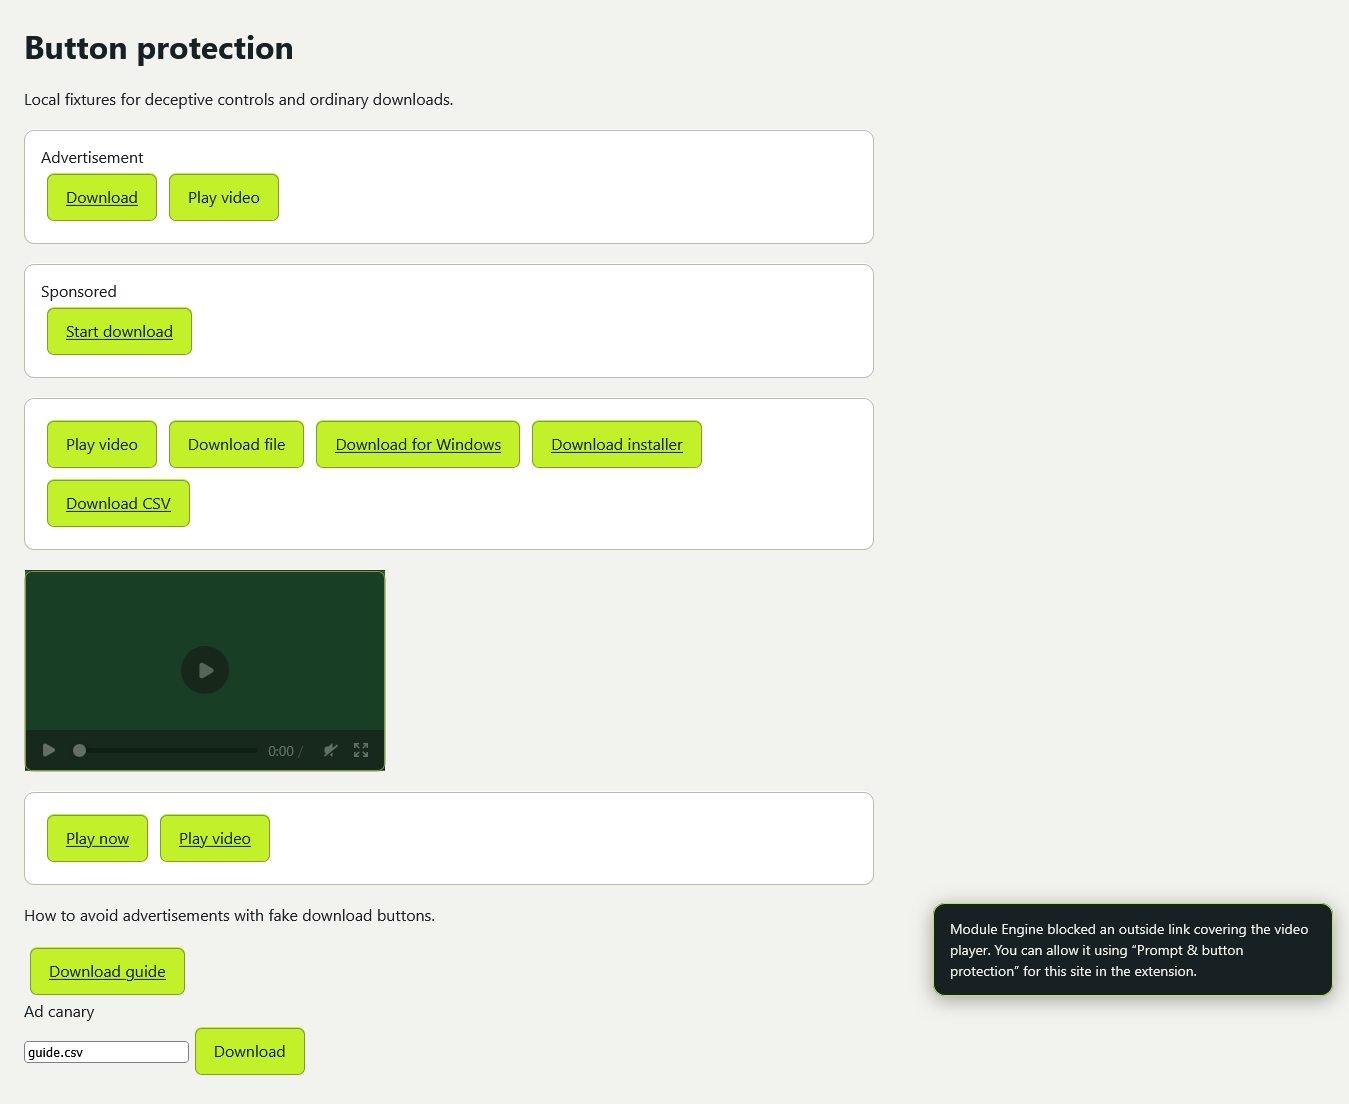 Button protection
Local fixtures for deceptive controls and ordinary downloads.
Advertisement
Download Play video
Sponsored
Start download
Play video Download file Download for Windows Download installer
Download CSV
0:00 /
Play now Play video
How to avoid advertisements with fake download buttons.
Download guide
Ad canary
guide.csv Download
Module Engine blocked an outside link covering the video
player. You can allow it using “Prompt & button
protection” for this site in the extension.